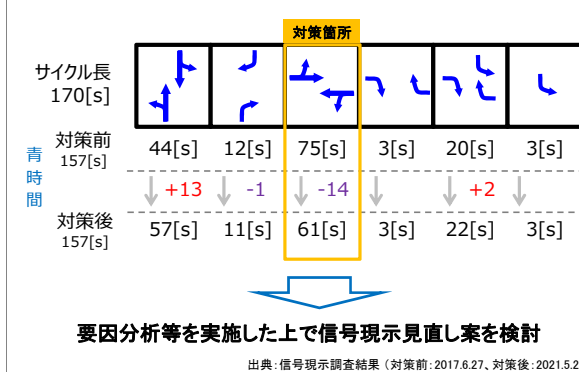 対策箇所
サイクル長
170[s]
青時間
対策前
157[s]
44[s] 12[s] 75[s] 3[s] 20[s] 3[s]
+13 -1 -14 +2
対策後
157[s]
57[s] 11[s] 61[s] 3[s] 22[s] 3[s]
要因分析等を実施した上で信号現示見直し案を検討
出典：信号現示調査結果（対策前：2017.6.27、対策後：2021.5.2